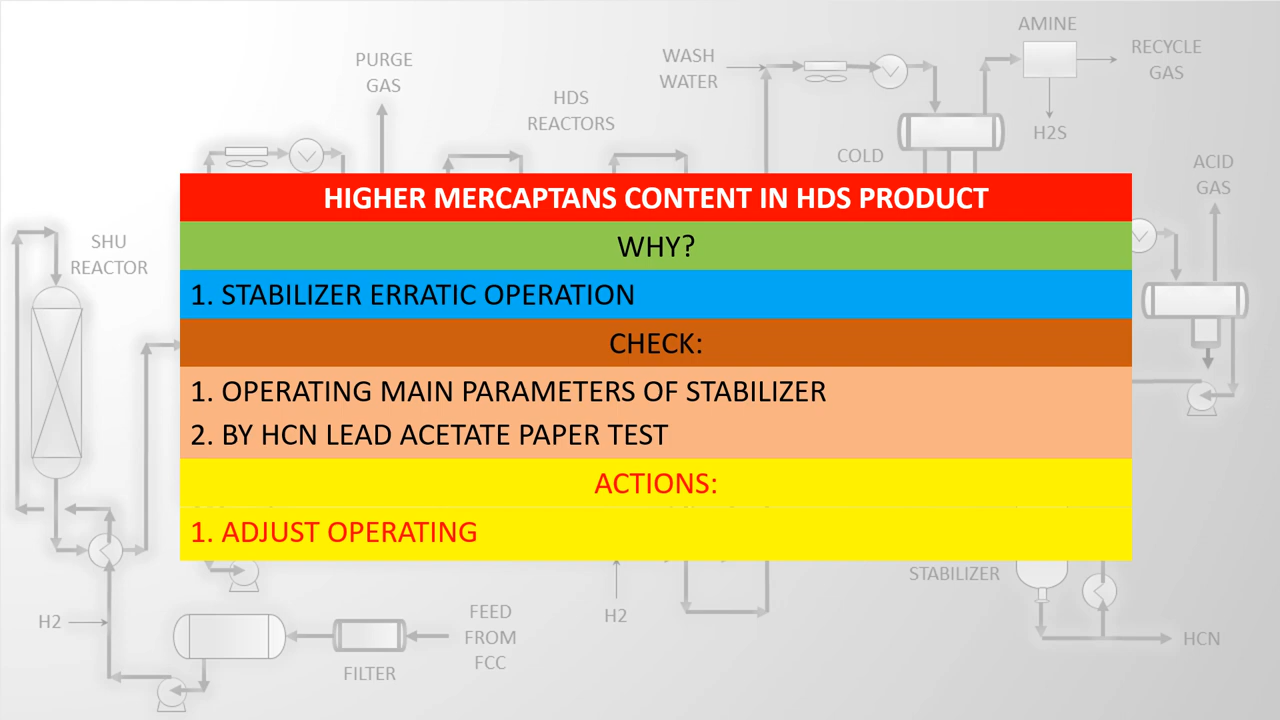 AMINE
PURGE
GAS
WASH
WATER
RECYCLE
GAS
HDS
REACTORS
H2S
COLD
ACID
GAS
SHU
REACTOR
HIGHER MERCAPTANS CONTENT IN HDS PRODUCT
WHY?
1. STABILIZER ERRATIC OPERATION
CHECK:
1. OPERATING MAIN PARAMETERS OF STABILIZER
2. BY HCN LEAD ACETATE PAPER TEST
ACTIONS:
1. ADJUST OPERATING
STABILIZER
H2
H2
FEED
FROM
FCC
FILTER
HCN